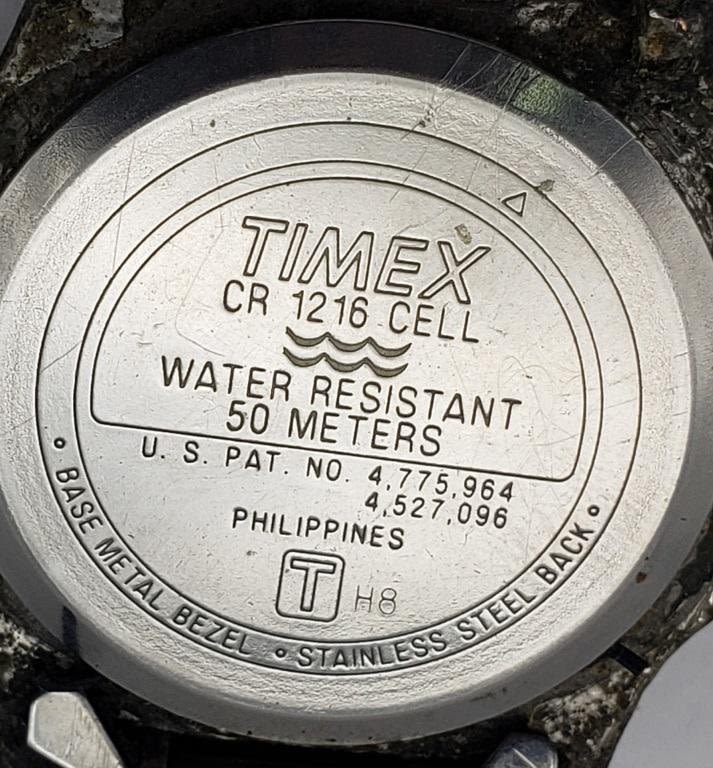 TIMEX
CR 1216 CELL
WATER RESISTANT
50 METERS
U. S. PAT. NO. 4,775,964
4,527,096
PHILIPPINES
T H8
BASE METAL BEZEL
STAINLESS STEEL BACK